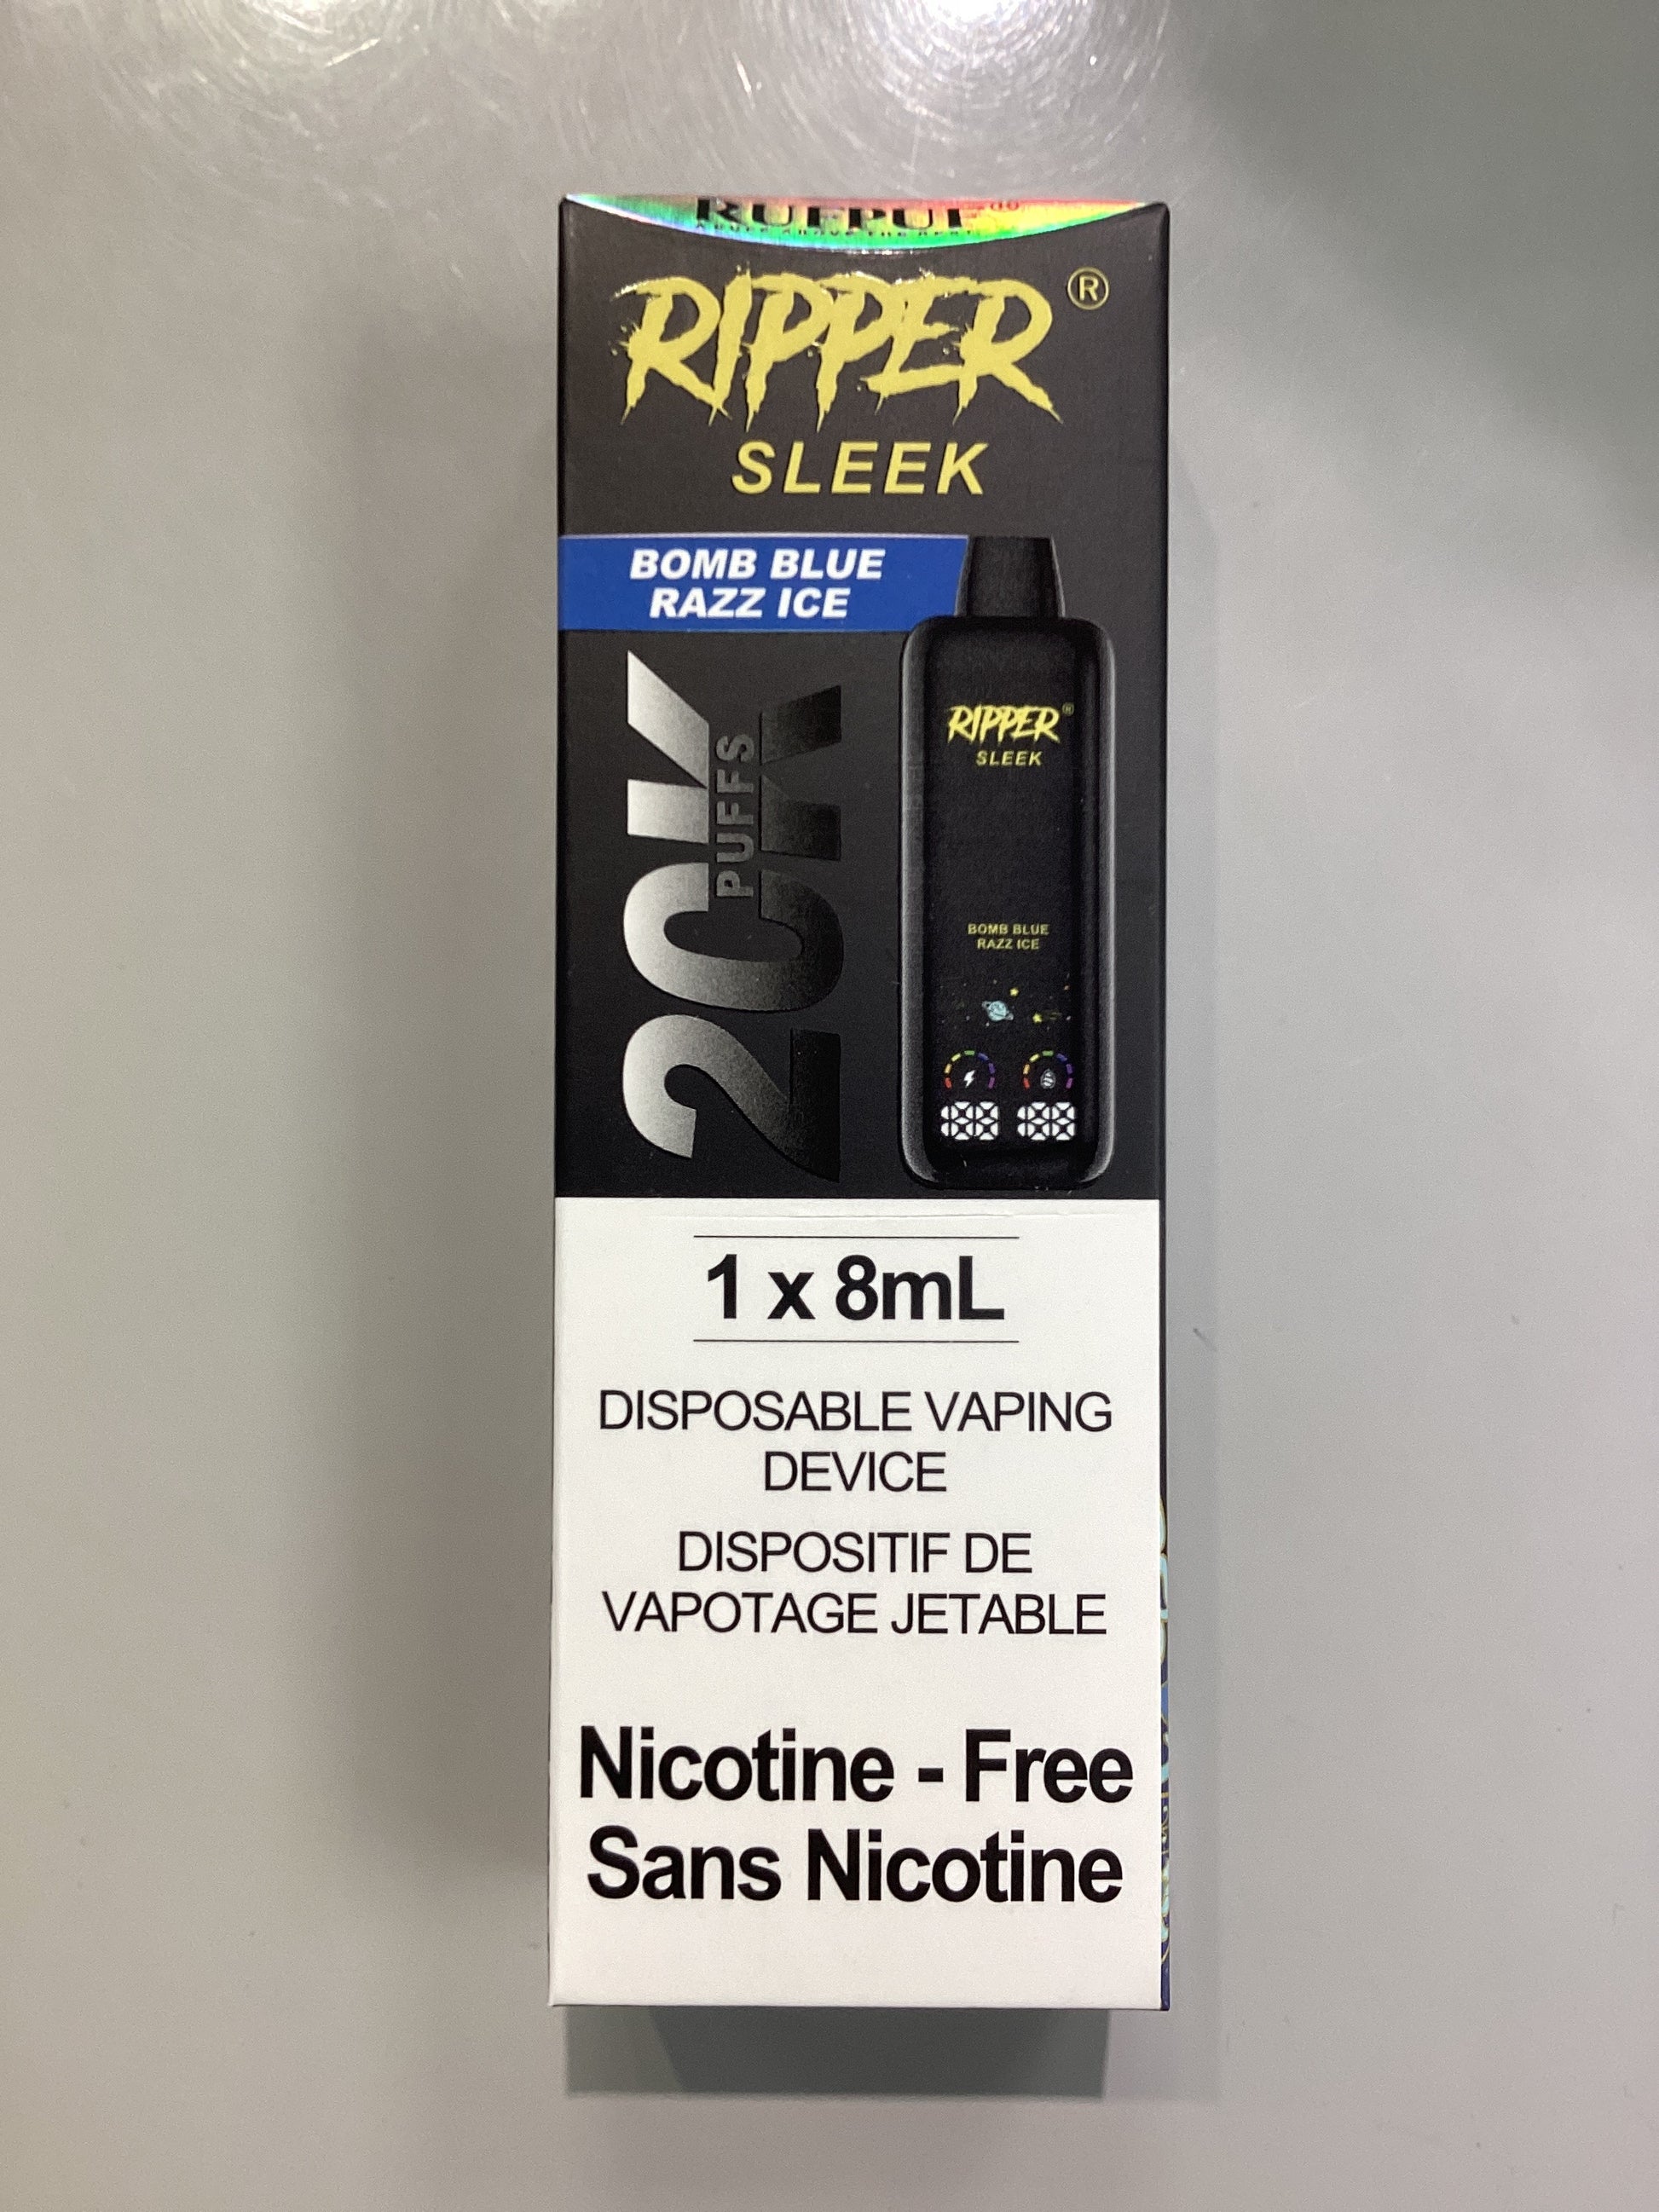 RUFPUF
RIPPER®
SLEEK
BOMB BLUE
RAZZ ICE
20K
PUFFS
RIPPER®
SLEEK
BOMB BLUE
RAZZ ICE
1 x 8mL
DISPOSABLE VAPING
DEVICE
DISPOSITIF DE
VAPOTAGE JETABLE
Nicotine - Free
Sans Nicotine